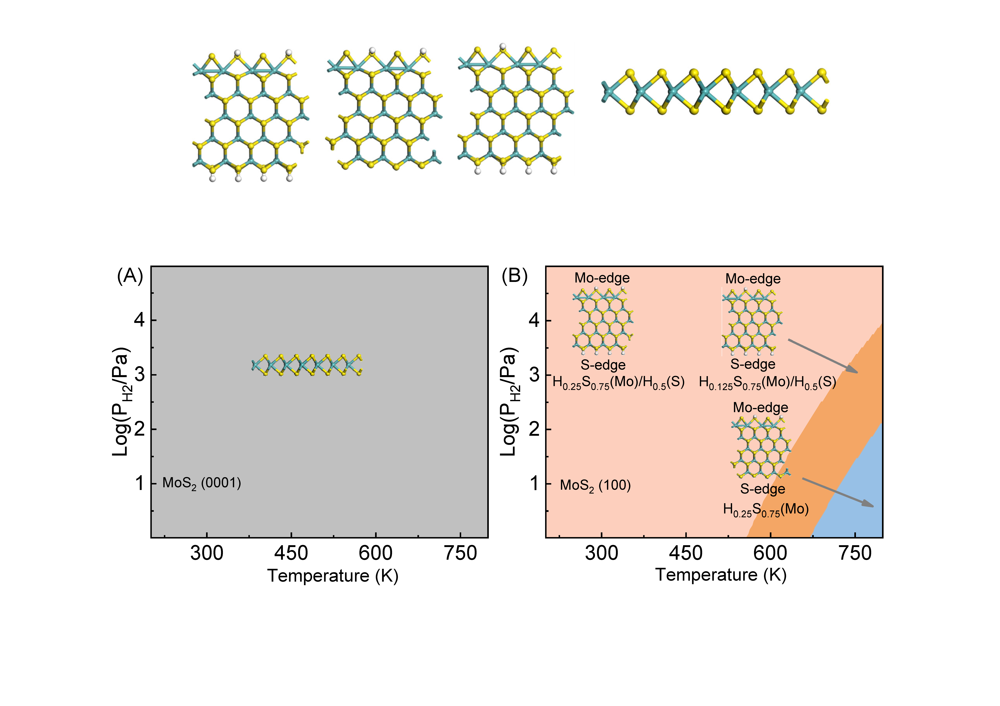 (A)
Log(P_H2/Pa)
4
3
2
1
MoS₂ (0001)
300 450 600 750
Temperature (K)
(B)
Log(P_H2/Pa)
4
3
2
1
Mo-edge
S-edge
H₀.₂₅S₀.₇₅(Mo)/H₀.₅(S)
Mo-edge
S-edge
H₀.₁₂₅S₀.₇₅(Mo)/H₀.₅(S)
Mo-edge
S-edge
H₀.₂₅S₀.₇₅(Mo)
MoS₂ (100)
300 450 600 750
Temperature (K)